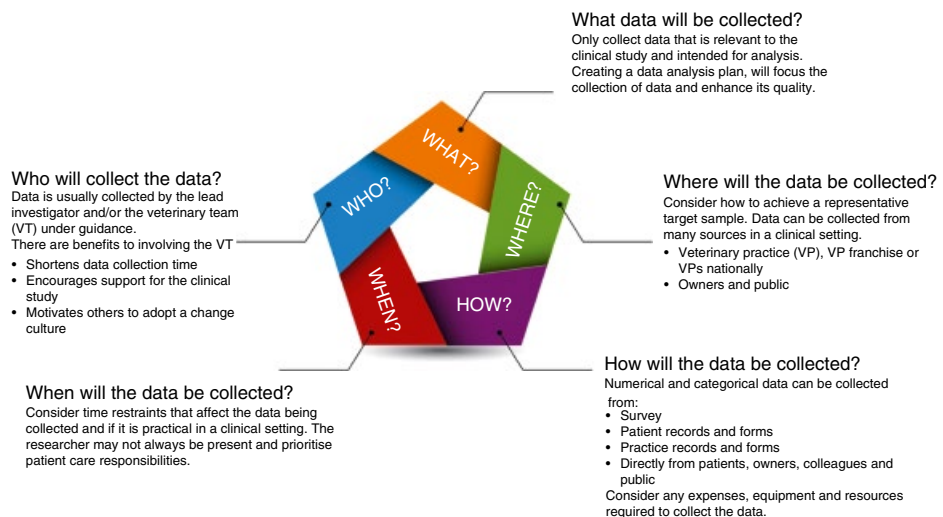 What data will be collected?
Only collect data that is relevant to the
clinical study and intended for analysis.
Creating a data analysis plan, will focus the
collection of data and enhance its quality.
WHAT?
WHO?
WHERE?
WHEN?
HOW?
Who will collect the data?
Data is usually collected by the lead
investigator and/or the veterinary team
(VT) under guidance.
There are benefits to involving the VT
• Shortens data collection time
• Encourages support for the clinical
study
• Motivates others to adopt a change
culture
Where will the data be collected?
Consider how to achieve a representative
target sample. Data can be collected from
many sources in a clinical setting.
• Veterinary practice (VP), VP franchise or
VPs nationally
• Owners and public
When will the data be collected?
Consider time restraints that affect the data being
collected and if it is practical in a clinical setting. The
researcher may not always be present and prioritise
patient care responsibilities.
How will the data be collected?
Numerical and categorical data can be collected
from:
• Survey
• Patient records and forms
• Practice records and forms
• Directly from patients, owners, colleagues and
public
Consider any expenses, equipment and resources
required to collect the data.